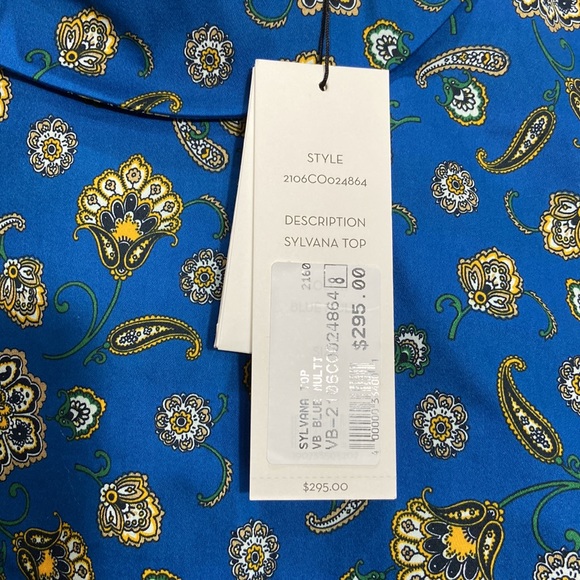 STYLE
2106CO024864
DESCRIPTION
SYLVANA TOP
BLUE
2160
8
SYLVANA TOP
VB BLUE MULTI
VB-2106CO024864
$295.00
$295.00